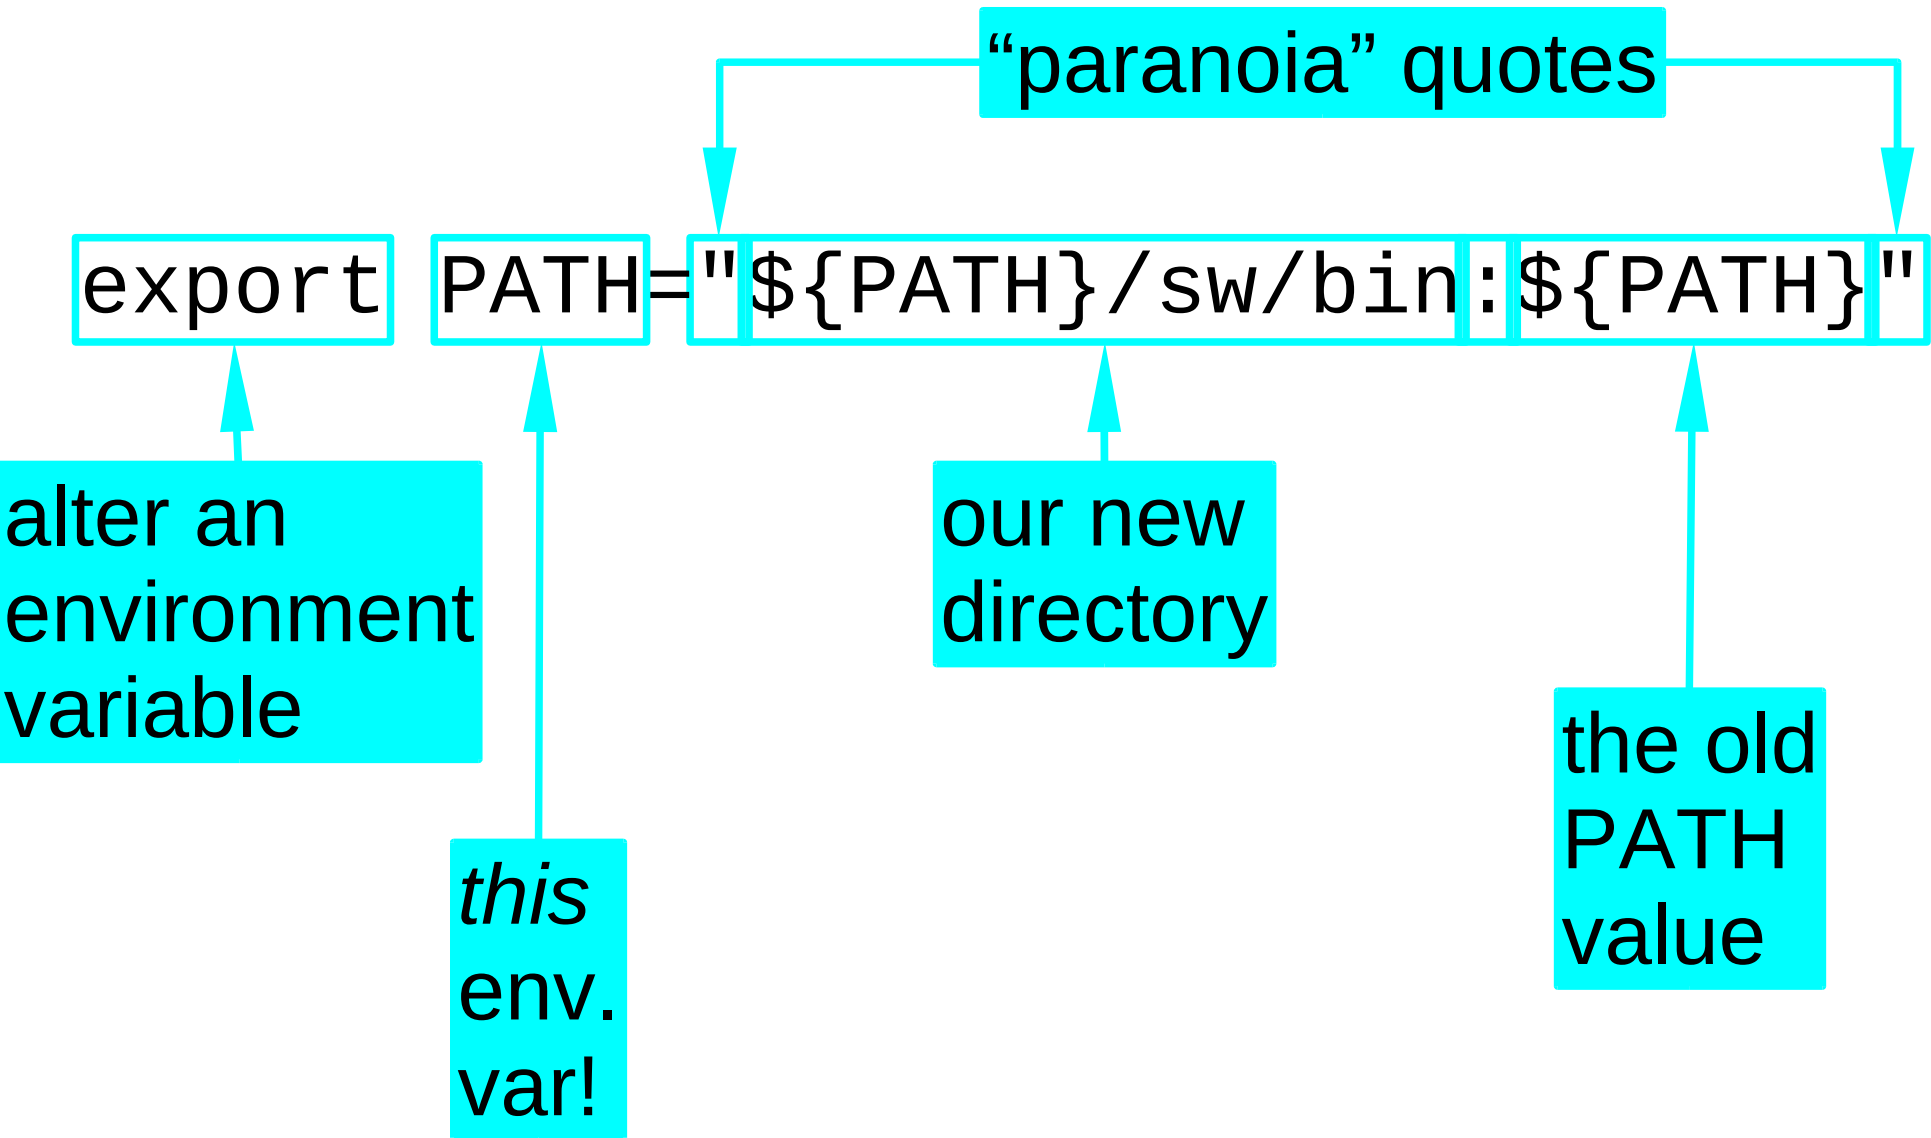 “paranoia” quotes
export PATH="${PATH}/sw/bin:${PATH}"
alter an
environment
variable
this
env.
var!
our new
directory
the old
PATH
value